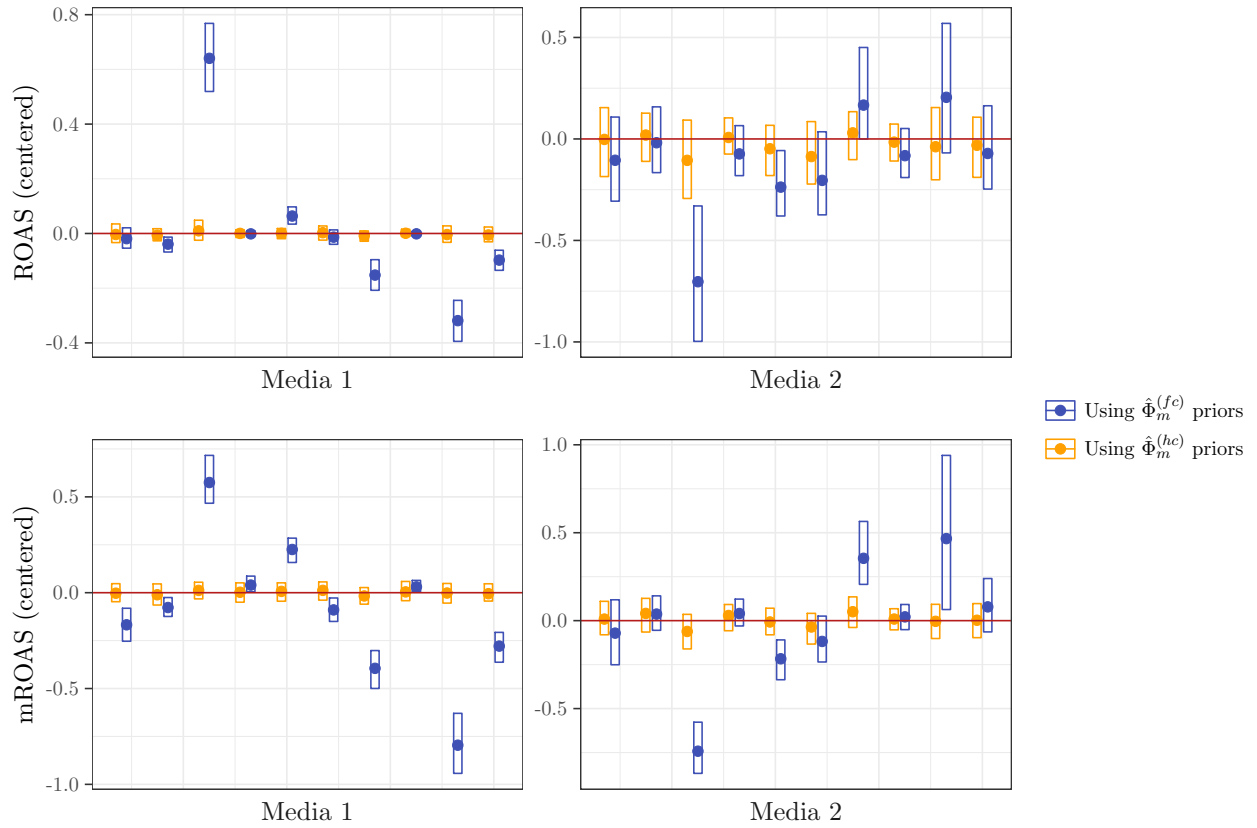 0.8
0.4
0.0
-0.4
ROAS (centered)
Media 1
0.5
0.0
-0.5
-1.0
Media 2
Using Φ̂ₘ⁽ᶠᶜ⁾ priors
Using Φ̂ₘ⁽ʰᶜ⁾ priors
0.5
0.0
-0.5
-1.0
mROAS (centered)
Media 1
1.0
0.5
0.0
-0.5
Media 2